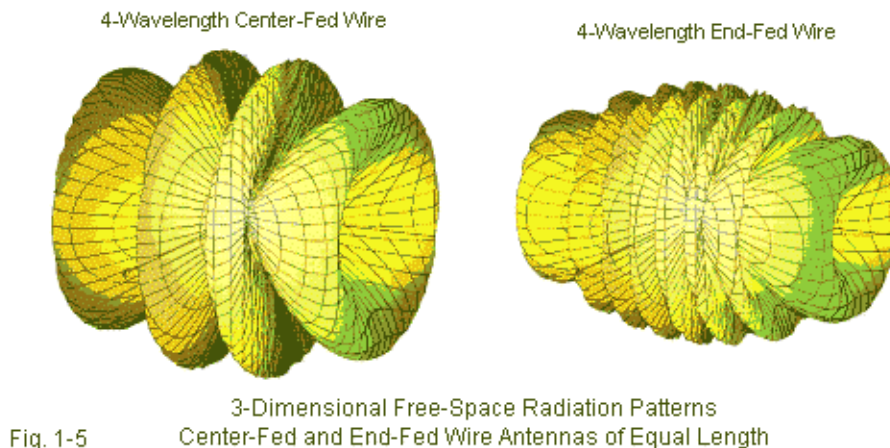 4-Wavelength Center-Fed Wire
4-Wavelength End-Fed Wire
3-Dimensional Free-Space Radiation Patterns
Fig. 1-5
Center-Fed and End-Fed Wire Antennas of Equal Length